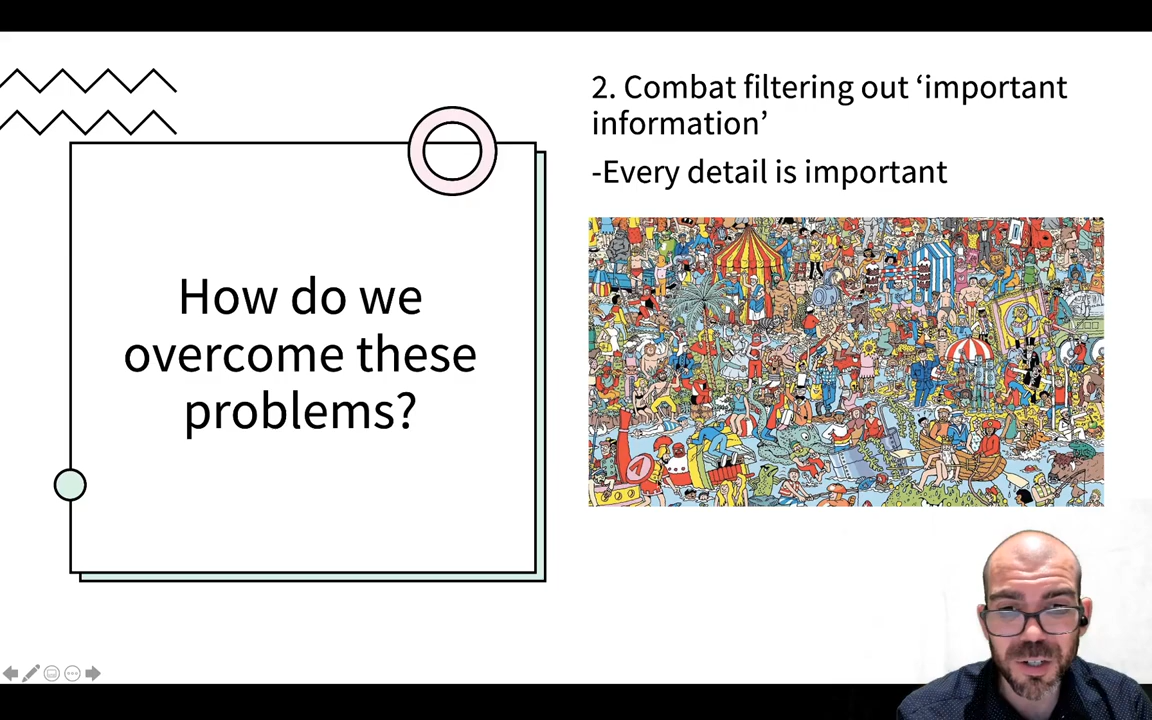 How do we
overcome these
problems?
2. Combat filtering out ‘important
information’
-Every detail is important